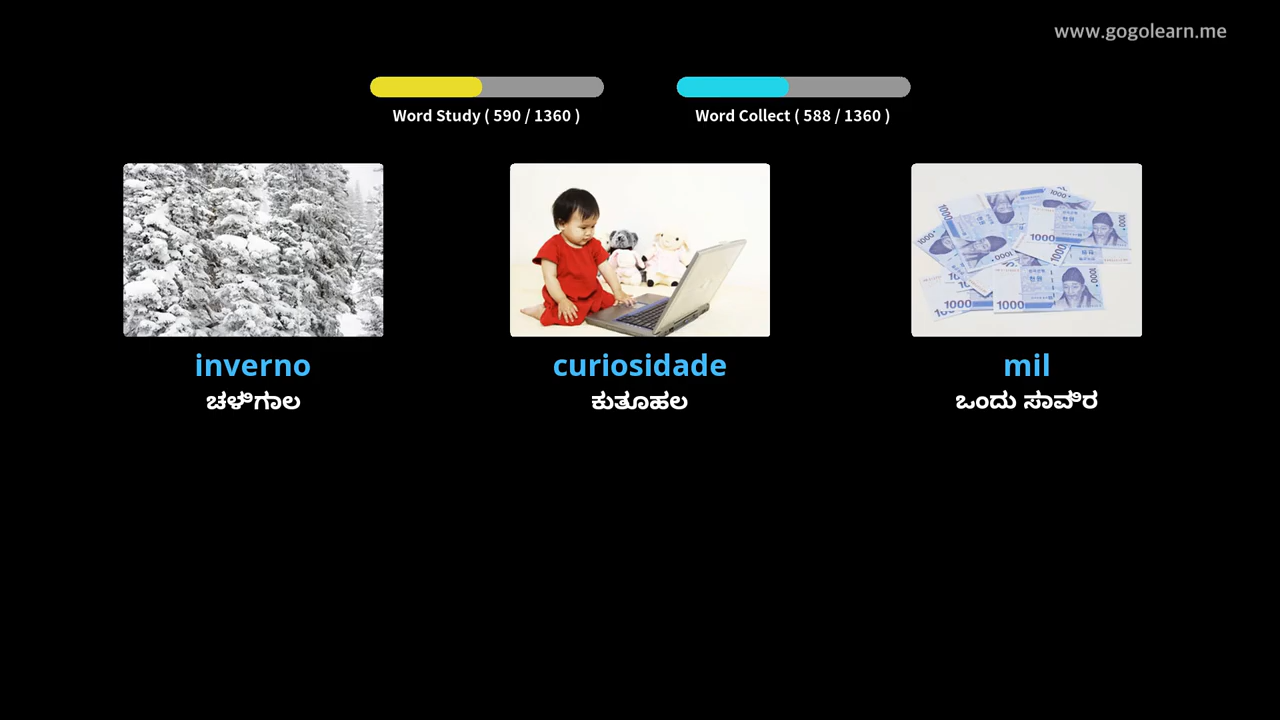 www.gogolearn.me
Word Study ( 590 / 1360 )
Word Collect ( 588 / 1360 )
inverno
ಚಳಿಗಾಲ
curiosidade
ಕುತೂಹಲ
mil
ಒಂದು ಸಾವಿರ